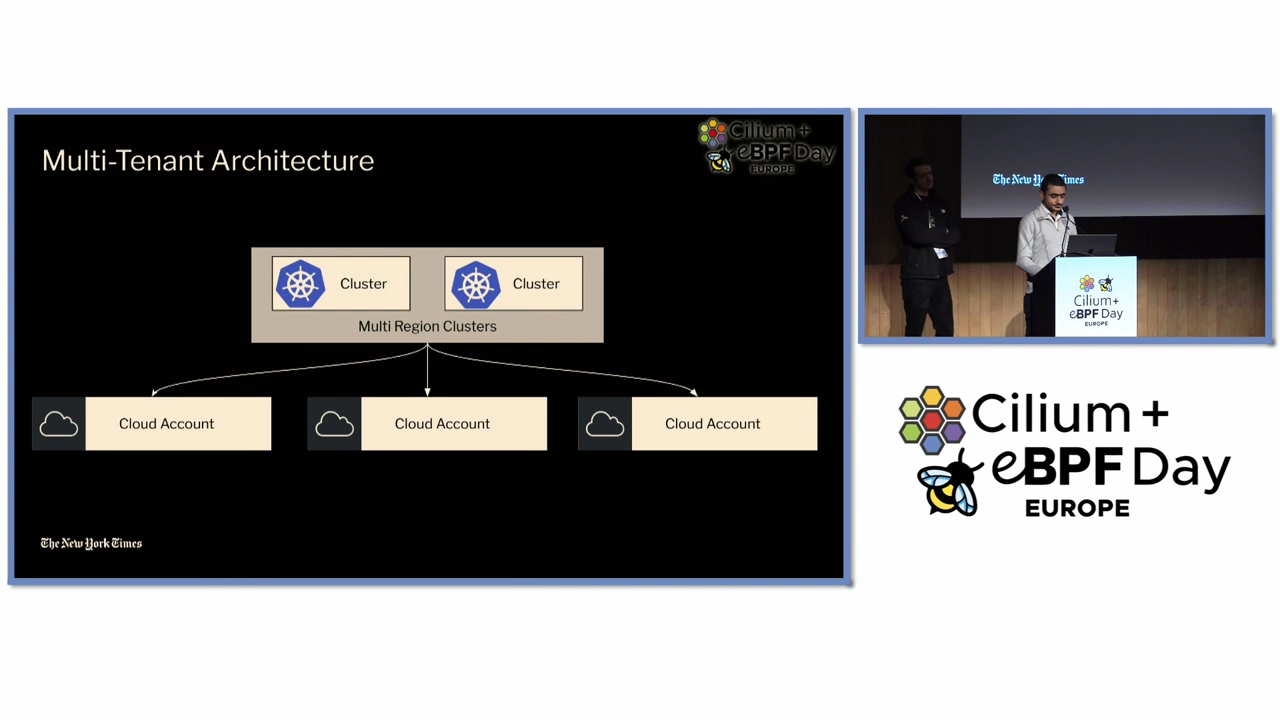 Multi-Tenant Architecture
Cilium +
eBPF Day
EUROPE
Cluster
Cluster
Multi Region Clusters
Cloud Account
Cloud Account
Cloud Account
The New York Times
The New York Times
Cilium+
eBPF Day
EUROPE
Cilium +
eBPF Day
EUROPE